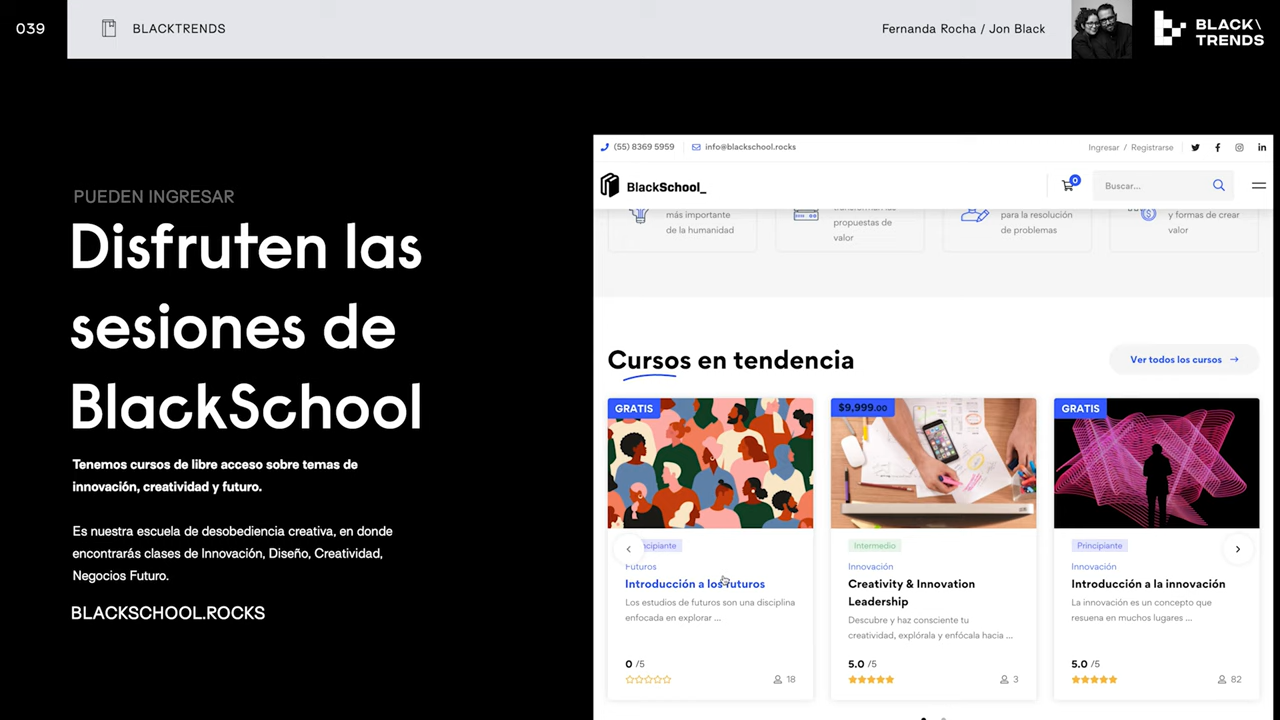 039
BLACKTRENDS
Fernanda Rocha / Jon Black
BLACK\
TRENDS
PUEDEN INGRESAR
Disfruten las
sesiones de
BlackSchool
Tenemos cursos de libre acceso sobre temas de
innovación, creatividad y futuro.
Es nuestra escuela de desobediencia creativa, en donde
encontrarás clases de Innovación, Diseño, Creatividad,
Negocios Futuro.
BLACKSCHOOL.ROCKS
(55) 8369 5959
info@blackschool.rocks
Ingresar / Registrarse
BlackSchool_
0
Buscar...
más importante
de la humanidad
propuestas de
valor
para la resolución
de problemas
y formas de crear
valor
Cursos en tendencia
Ver todos los cursos →
GRATIS
Futuros
Introducción a los futuros
Los estudios de futuros son una disciplina
enfocada en explorar ...
0 /5
18
$9,999.00
Intermedio
Innovación
Creativity & Innovation
Leadership
Descubre y haz consciente tu
creatividad, explórala y enfócala hacia ...
5.0 /5
3
GRATIS
Principiante
Innovación
Introducción a la innovación
La innovación es un concepto que
resuena en muchos lugares ...
5.0 /5
82